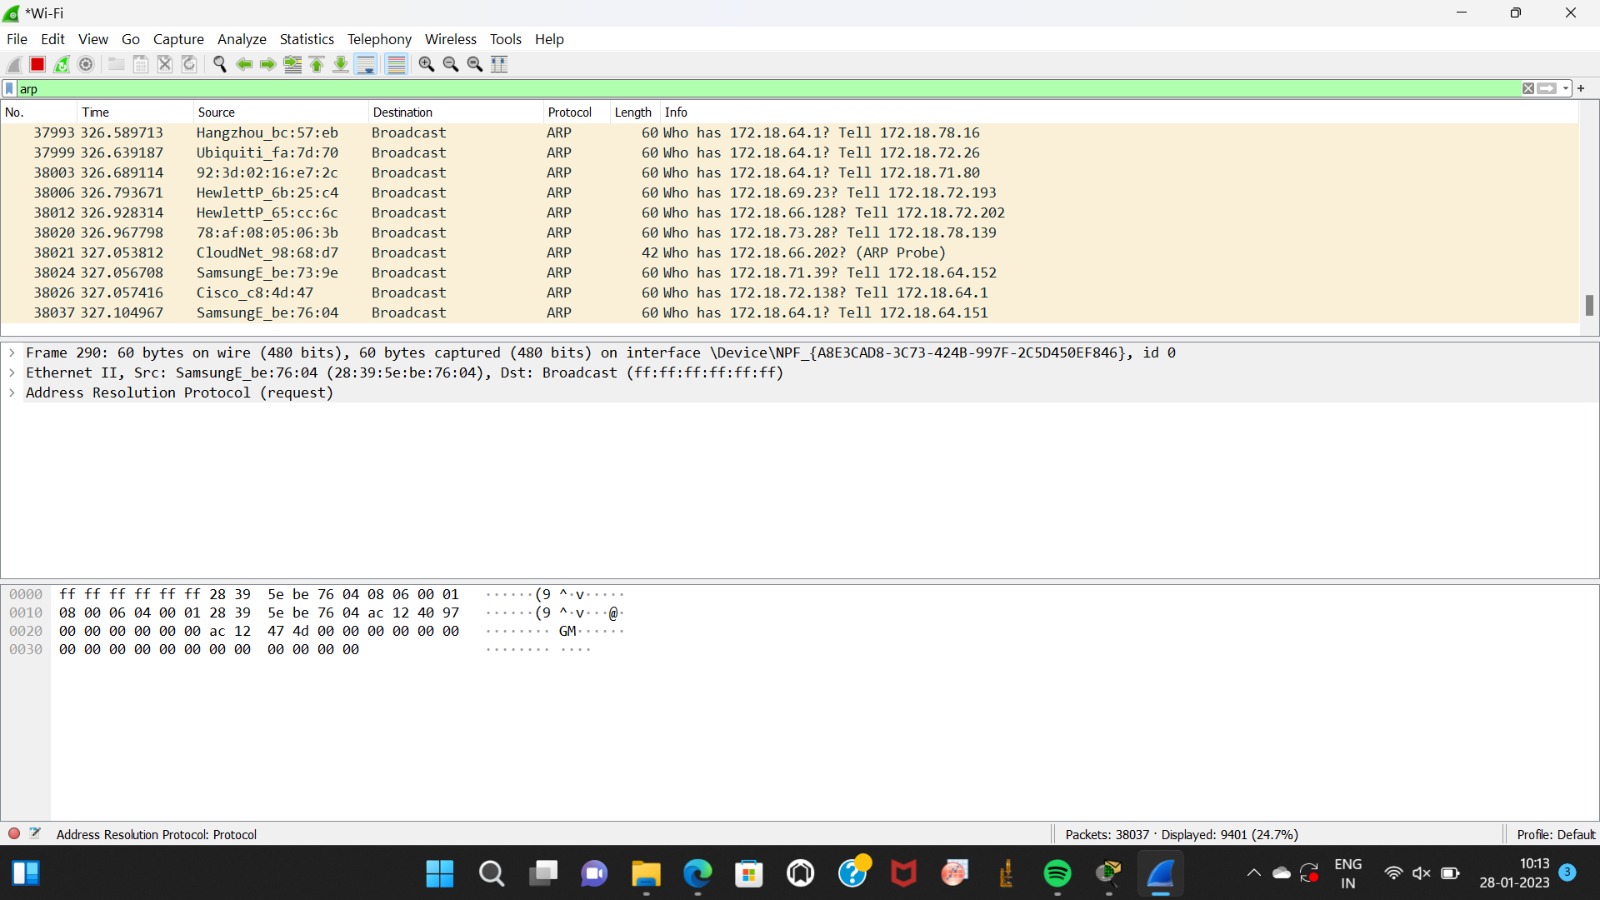 *Wi-Fi
File Edit View Go Capture Analyze Statistics Telephony Wireless Tools Help
arp
No. Time Source Destination Protocol Length Info
37993 326.589713 Hangzhou_bc:57:eb Broadcast ARP 60 Who has 172.18.64.1? Tell 172.18.78.16
37999 326.639187 Ubiquiti_fa:7d:70 Broadcast ARP 60 Who has 172.18.64.1? Tell 172.18.72.26
38003 326.689114 92:3d:02:16:e7:2c Broadcast ARP 60 Who has 172.18.64.1? Tell 172.18.71.80
38006 326.793671 HewlettP_6b:25:c4 Broadcast ARP 60 Who has 172.18.69.23? Tell 172.18.72.193
38012 326.928314 HewlettP_65:cc:6c Broadcast ARP 60 Who has 172.18.66.128? Tell 172.18.72.202
38020 326.967798 78:af:08:05:06:3b Broadcast ARP 60 Who has 172.18.73.28? Tell 172.18.78.139
38021 327.053812 CloudNet_98:68:d7 Broadcast ARP 42 Who has 172.18.66.202? (ARP Probe)
38024 327.056708 SamsungE_be:73:9e Broadcast ARP 60 Who has 172.18.71.39? Tell 172.18.64.152
38026 327.057416 Cisco_c8:4d:47 Broadcast ARP 60 Who has 172.18.72.138? Tell 172.18.64.1
38037 327.104967 SamsungE_be:76:04 Broadcast ARP 60 Who has 172.18.64.1? Tell 172.18.64.151
> Frame 290: 60 bytes on wire (480 bits), 60 bytes captured (480 bits) on interface \Device\NPF_{A8E3CAD8-3C73-424B-997F-2C5D450EF846}, id 0
> Ethernet II, Src: SamsungE_be:76:04 (28:39:5e:be:76:04), Dst: Broadcast (ff:ff:ff:ff:ff:ff)
> Address Resolution Protocol (request)
0000 ff ff ff ff ff ff 28 39 5e be 76 04 08 06 00 01 ······(9 ^·v·····
0010 08 00 06 04 00 01 28 39 5e be 76 04 ac 12 40 97 ······(9 ^·v···@·
0020 00 00 00 00 00 00 ac 12 47 4d 00 00 00 00 00 00 ········ GM······
0030 00 00 00 00 00 00 00 00 00 00 00 00 ········ ····
Address Resolution Protocol: Protocol Packets: 38037 · Displayed: 9401 (24.7%) Profile: Default
ENG 10:13
IN 28-01-2023 3